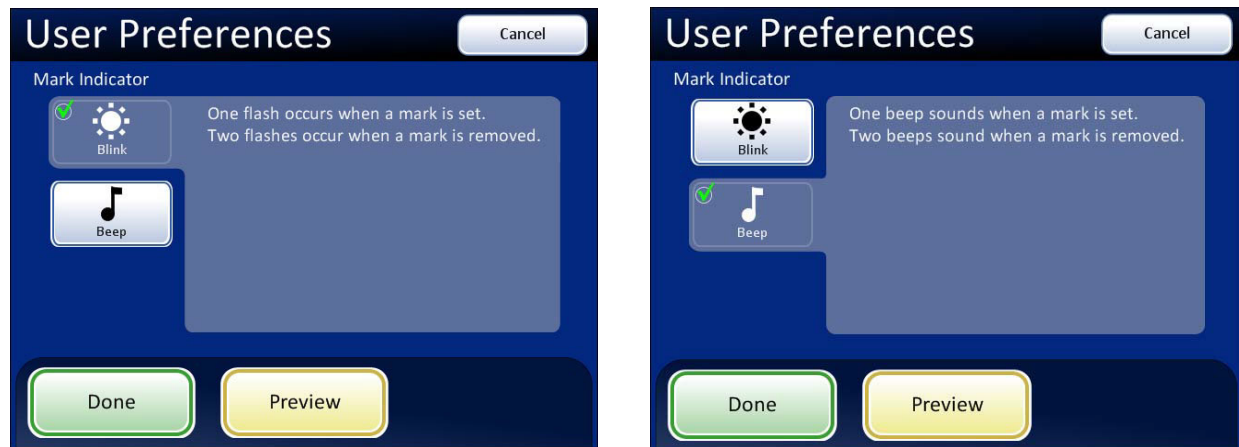 User Preferences
Cancel
Mark Indicator
Blink
One flash occurs when a mark is set.
Two flashes occur when a mark is removed.
Beep
Done
Preview
User Preferences
Cancel
Mark Indicator
Blink
One beep sounds when a mark is set.
Two beeps sound when a mark is removed.
Beep
Done
Preview